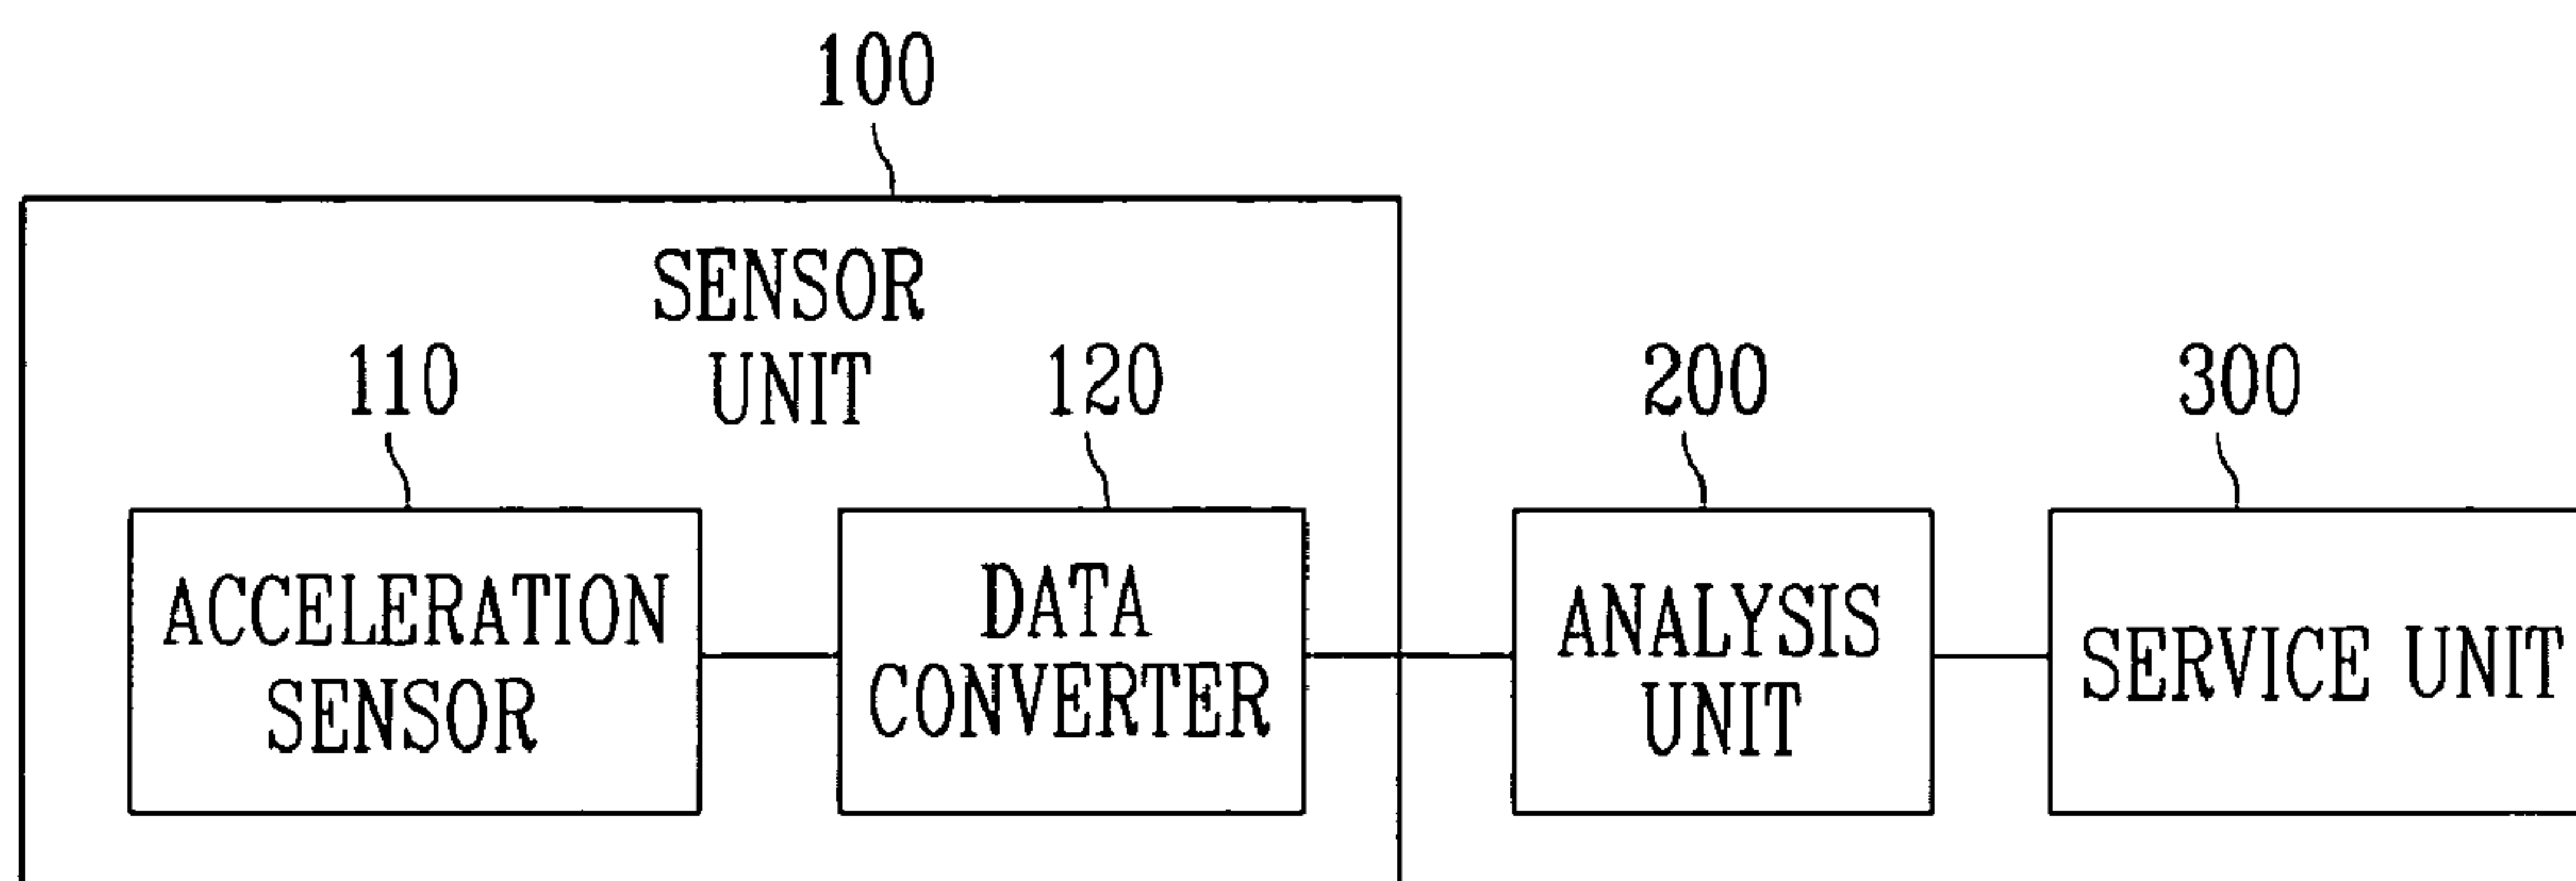 100
SENSOR
UNIT
110
120
200
300
ACCELERATION
SENSOR
DATA
CONVERTER
ANALYSIS
UNIT
SERVICE UNIT